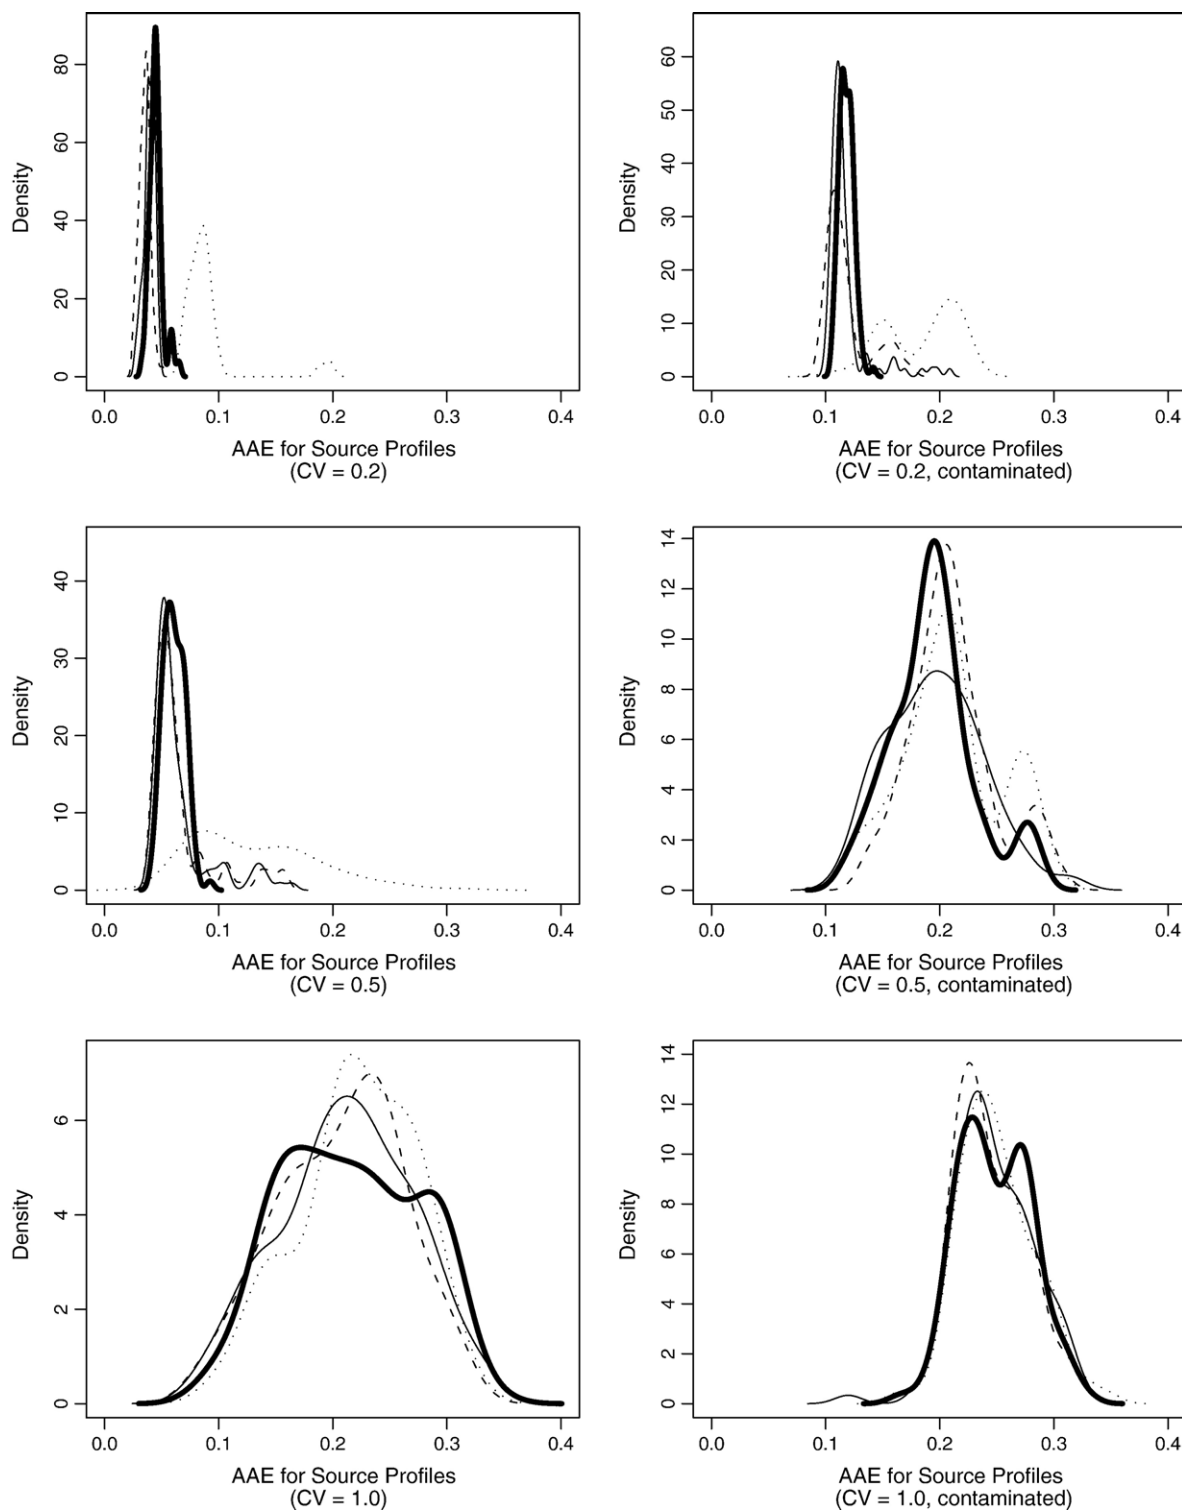 Density
0 20 40 60 80
0.0 0.1 0.2 0.3 0.4
AAE for Source Profiles
(CV = 0.2)
Density
0 10 20 30 40 50 60
0.0 0.1 0.2 0.3 0.4
AAE for Source Profiles
(CV = 0.2, contaminated)
Density
0 10 20 30 40
0.0 0.1 0.2 0.3 0.4
AAE for Source Profiles
(CV = 0.5)
Density
0 2 4 6 8 10 12 14
0.0 0.1 0.2 0.3 0.4
AAE for Source Profiles
(CV = 0.5, contaminated)
Density
0 2 4 6
0.0 0.1 0.2 0.3 0.4
AAE for Source Profiles
(CV = 1.0)
Density
0 2 4 6 8 10 12 14
0.0 0.1 0.2 0.3 0.4
AAE for Source Profiles
(CV = 1.0, contaminated)